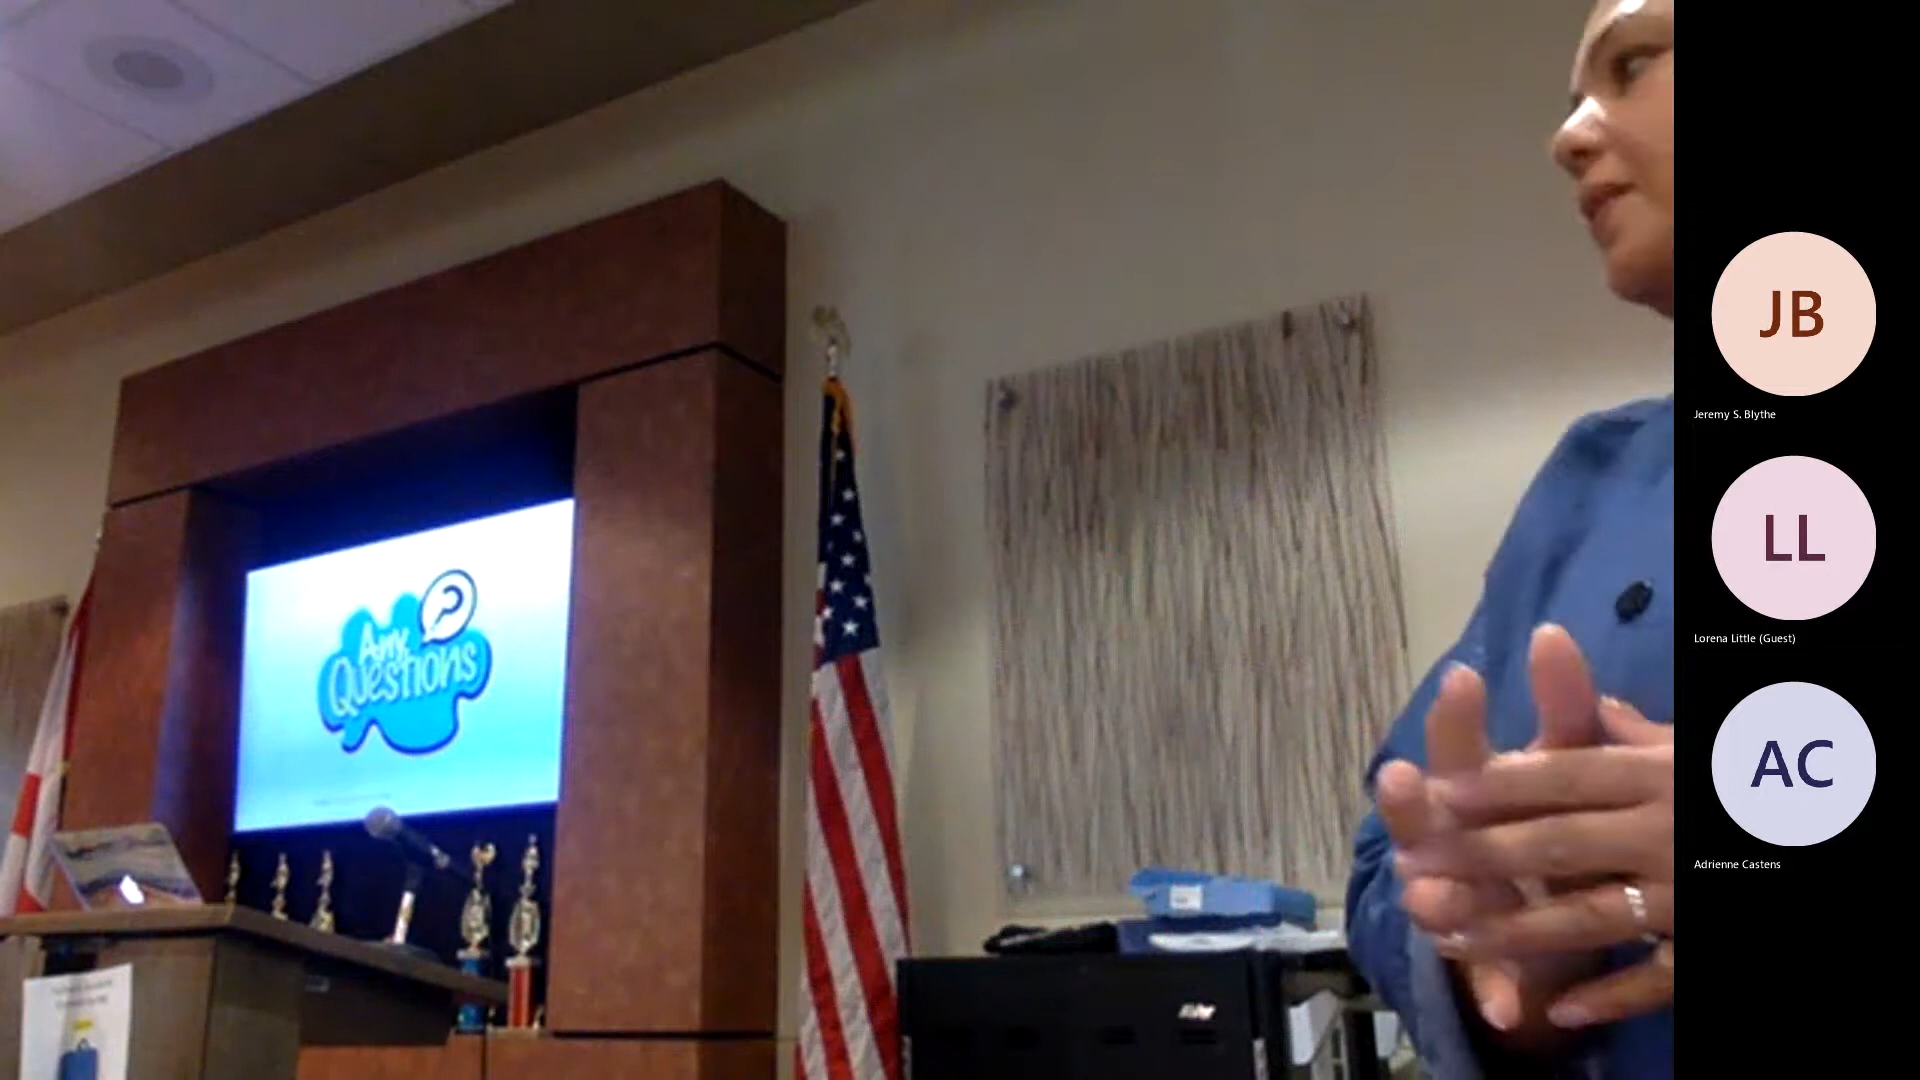 Any
Questions
JB
Jeremy S. Blythe
LL
Lorena Little (Guest)
AC
Adrienne Castens